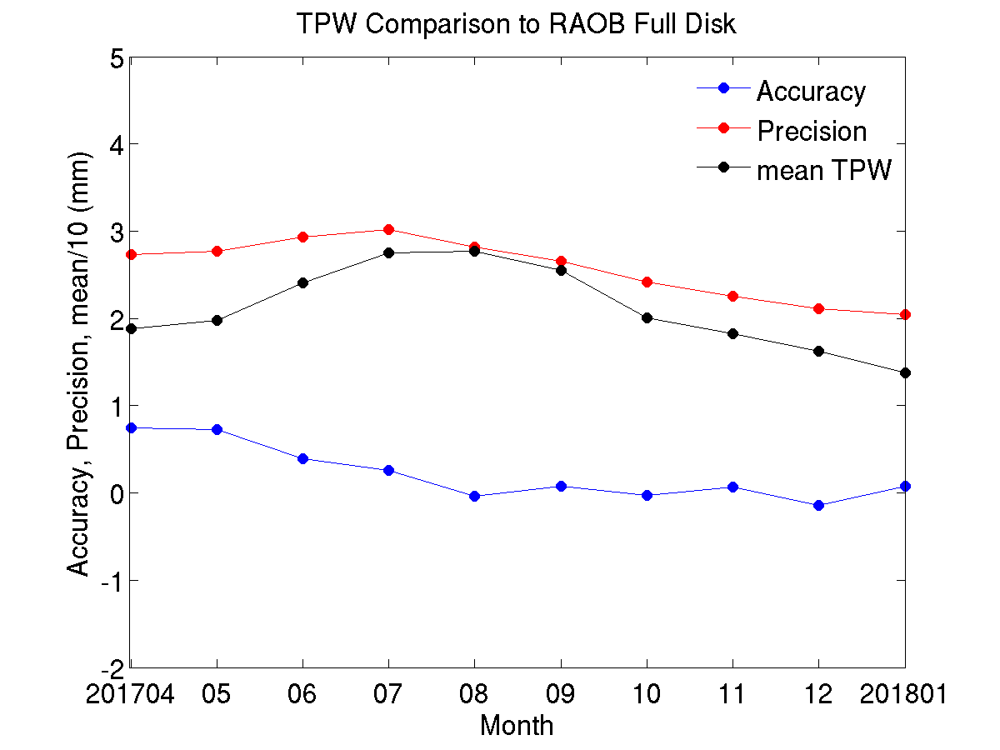 TPW Comparison to RAOB Full Disk
5
4
3
2
1
0
-1
-2
Accuracy, Precision, mean/10 (mm)
Accuracy
Precision
mean TPW
201704 05 06 07 08 09 10 11 12 201801
Month